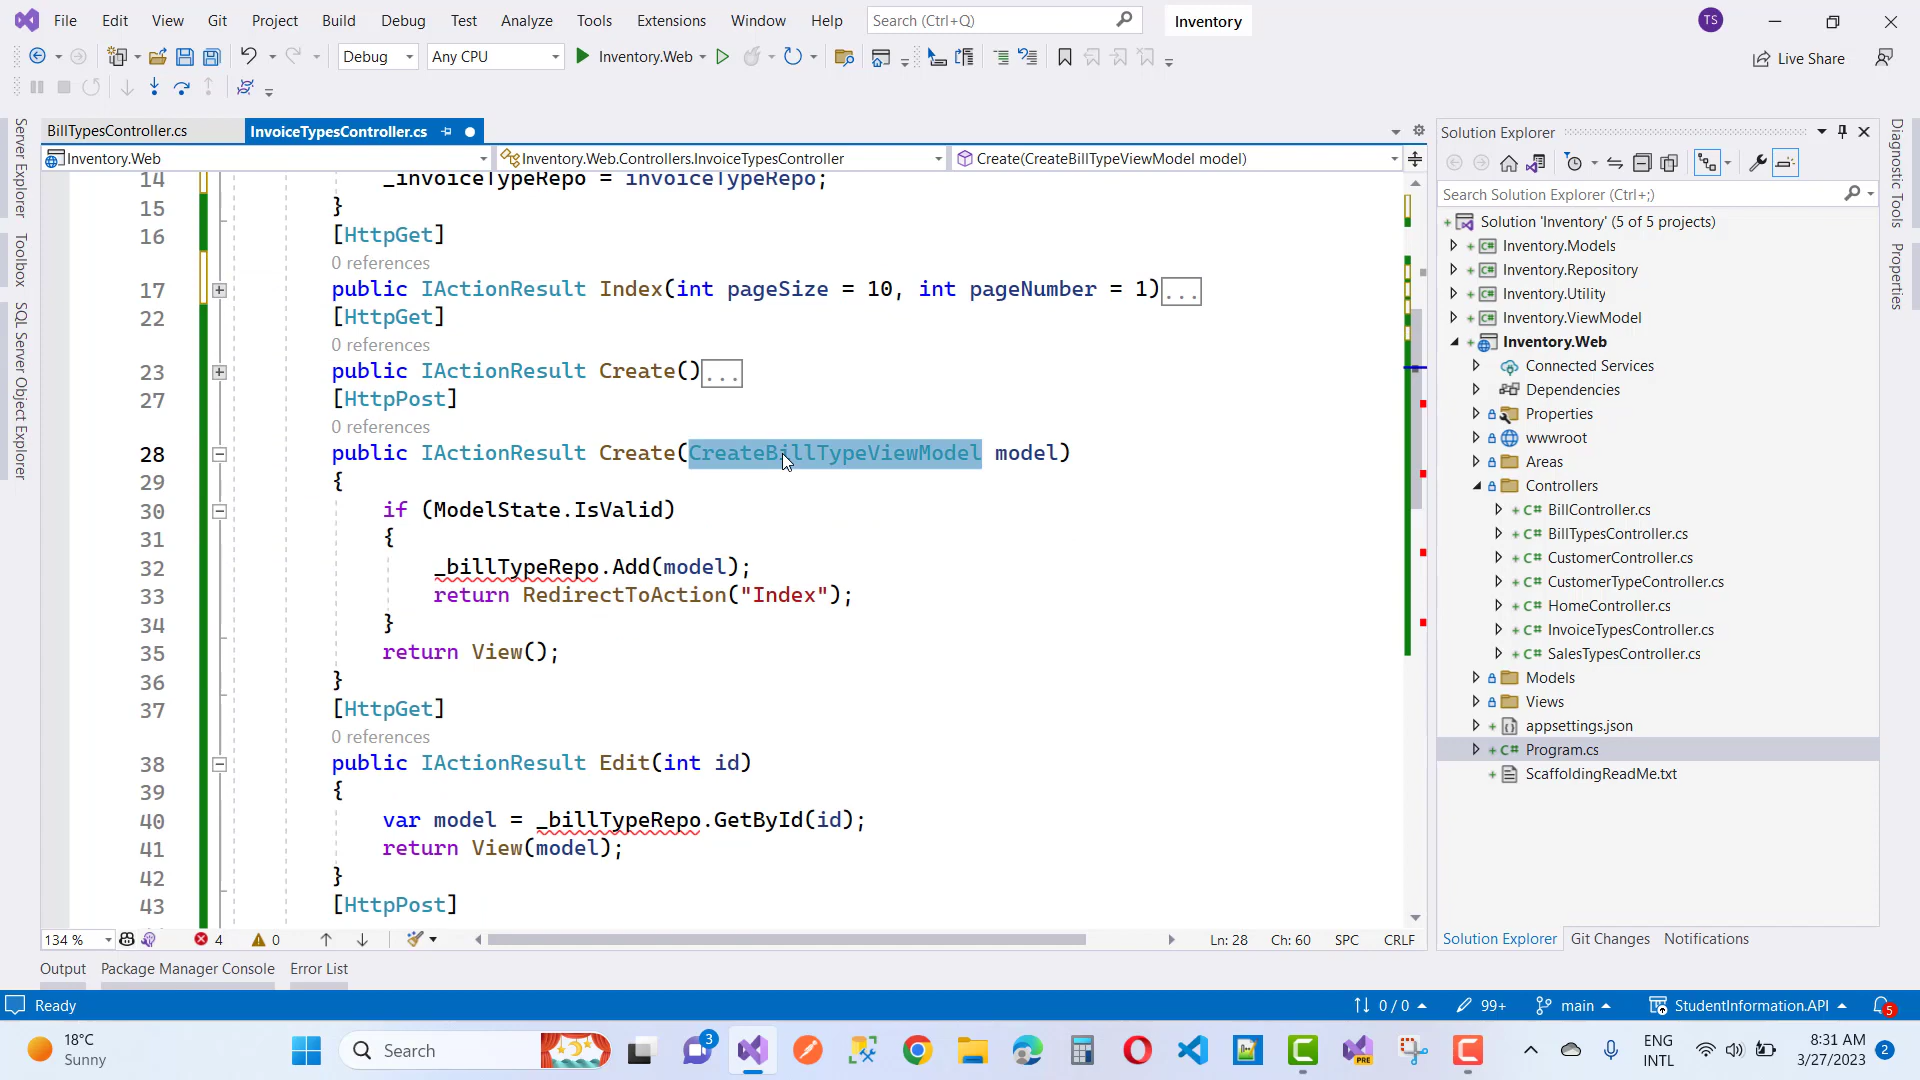 File Edit View Git Project Build Debug Test Analyze Tools Extensions Window Help Search (Ctrl+Q) Inventory TS
Debug Any CPU Inventory.Web Live Share
BillTypesController.cs InvoiceTypesController.cs
Inventory.Web Inventory.Web.Controllers.InvoiceTypesController Create(CreateBillTypeViewModel model)
Server Explorer
Toolbox
SQL Server Object Explorer
14 _invoiceTypeRepo = invoiceTypeRepo;
15 }
16 [HttpGet]
0 references
17 public IActionResult Index(int pageSize = 10, int pageNumber = 1)...
22 [HttpGet]
0 references
23 public IActionResult Create()...
27 [HttpPost]
0 references
28 public IActionResult Create(CreateBillTypeViewModel model)
29 {
30 if (ModelState.IsValid)
31 {
32 _billTypeRepo.Add(model);
33 return RedirectToAction("Index");
34 }
35 return View();
36 }
37 [HttpGet]
0 references
38 public IActionResult Edit(int id)
39 {
40 var model = _billTypeRepo.GetById(id);
41 return View(model);
42 }
43 [HttpPost]
134 % 4 0 Ln: 28 Ch: 60 SPC CRLF
Output Package Manager Console Error List
Solution Explorer
Search Solution Explorer (Ctrl+;)
Solution 'Inventory' (5 of 5 projects)
Inventory.Models
Inventory.Repository
Inventory.Utility
Inventory.ViewModel
Inventory.Web
Connected Services
Dependencies
Properties
wwwroot
Areas
Controllers
C# BillController.cs
C# BillTypesController.cs
C# CustomerController.cs
C# CustomerTypeController.cs
C# HomeController.cs
C# InvoiceTypesController.cs
C# SalesTypesController.cs
Models
Views
appsettings.json
C# Program.cs
ScaffoldingReadMe.txt
Solution Explorer Git Changes Notifications
Diagnostic Tools
Properties
Ready 0 / 0 99+ main StudentInformation.API 5
18°C
Sunny
Search
3
PRE
ENG
INTL
8:31 AM
3/27/2023
2